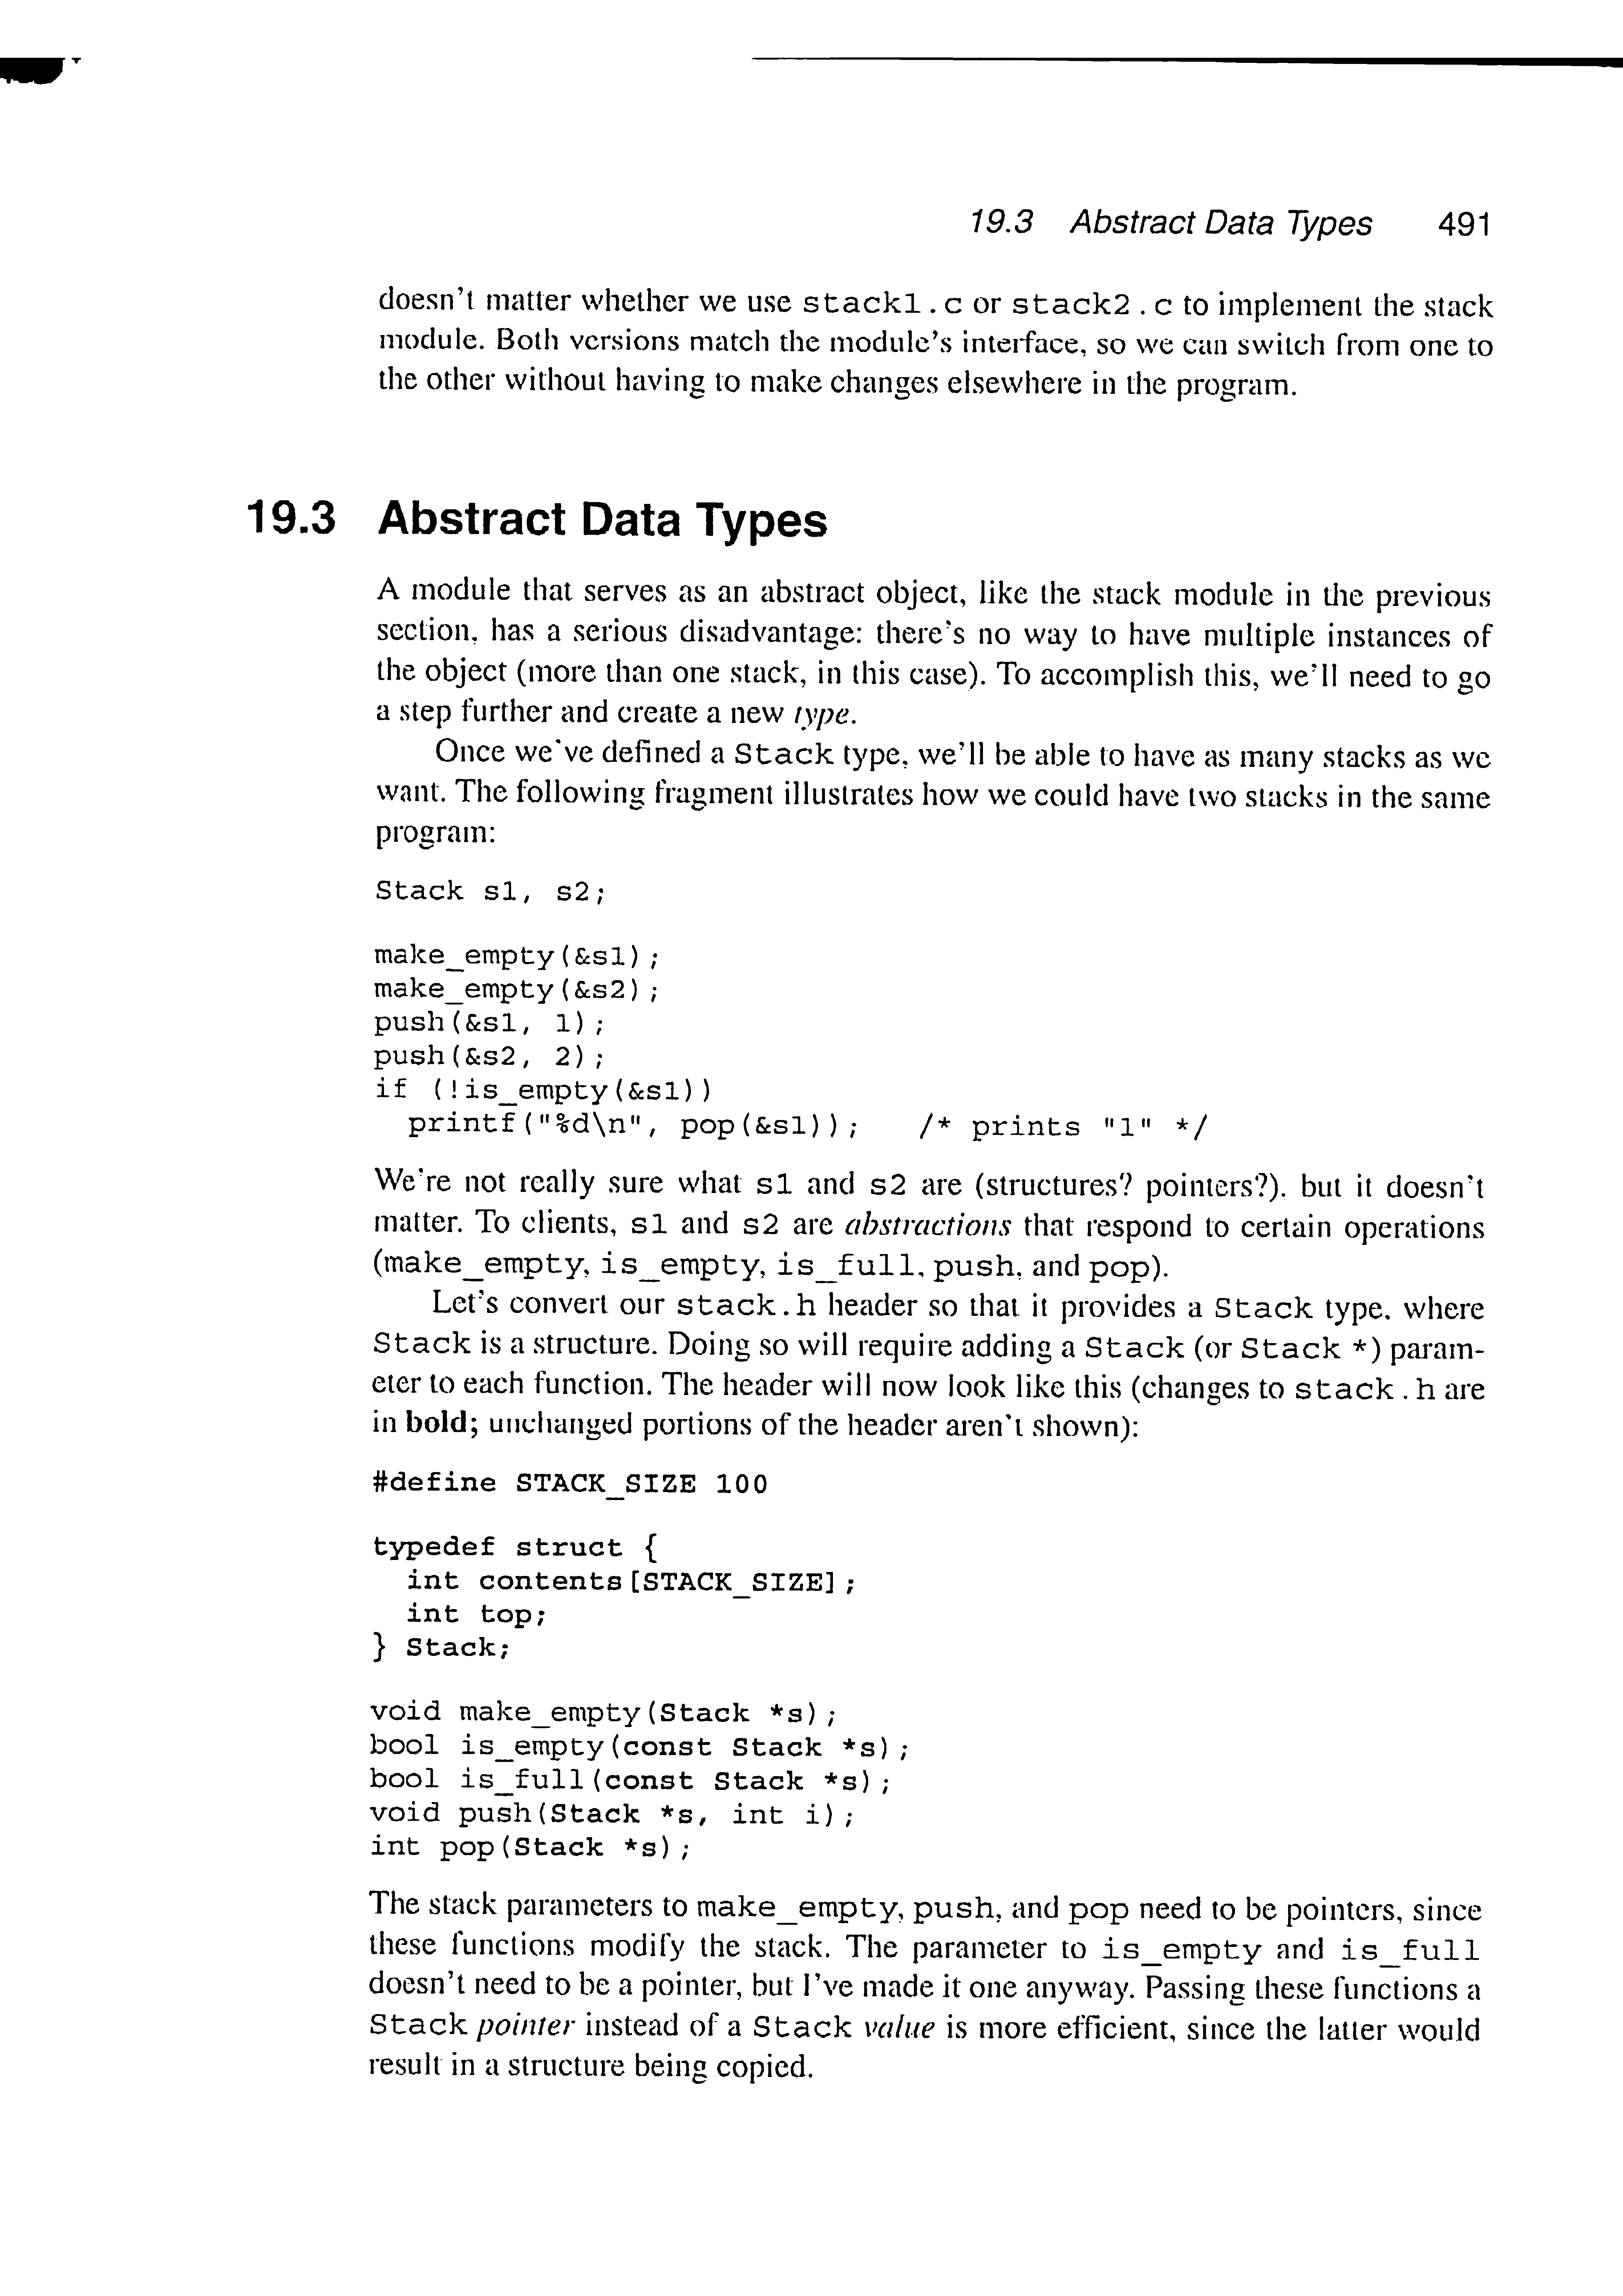 19.3 Abstract Data Types 491
doesn't matter whether we use stack1.c or stack2.c to implement the stack
module. Both versions match the module's interface, so we can switch from one to
the other without having to make changes elsewhere in the program.
19.3 Abstract Data Types
A module that serves as an abstract object, like the stack module in the previous
section, has a serious disadvantage: there's no way to have multiple instances of
the object (more than one stack, in this case). To accomplish this, we'll need to go
a step further and create a new type.
Once we've defined a Stack type, we'll be able to have as many stacks as we
want. The following fragment illustrates how we could have two stacks in the same
program:
Stack s1, s2;
make_empty(&s1);
make_empty(&s2);
push(&s1, 1);
push(&s2, 2);
if (!is_empty(&s1))
  printf("%d\n", pop(&s1));   /* prints "1" */
We're not really sure what s1 and s2 are (structures? pointers?), but it doesn't
matter. To clients, s1 and s2 are abstractions that respond to certain operations
(make_empty, is_empty, is_full, push, and pop).
Let's convert our stack.h header so that it provides a Stack type, where
Stack is a structure. Doing so will require adding a Stack (or Stack *) param-
eter to each function. The header will now look like this (changes to stack.h are
in bold; unchanged portions of the header aren't shown):
#define STACK_SIZE 100
typedef struct {
  int contents[STACK_SIZE];
  int top;
} Stack;
void make_empty(Stack *s);
bool is_empty(const Stack *s);
bool is_full(const Stack *s);
void push(Stack *s, int i);
int pop(Stack *s);
The stack parameters to make_empty, push, and pop need to be pointers, since
these functions modify the stack. The parameter to is_empty and is_full
doesn't need to be a pointer, but I've made it one anyway. Passing these functions a
Stack pointer instead of a Stack value is more efficient, since the latter would
result in a structure being copied.